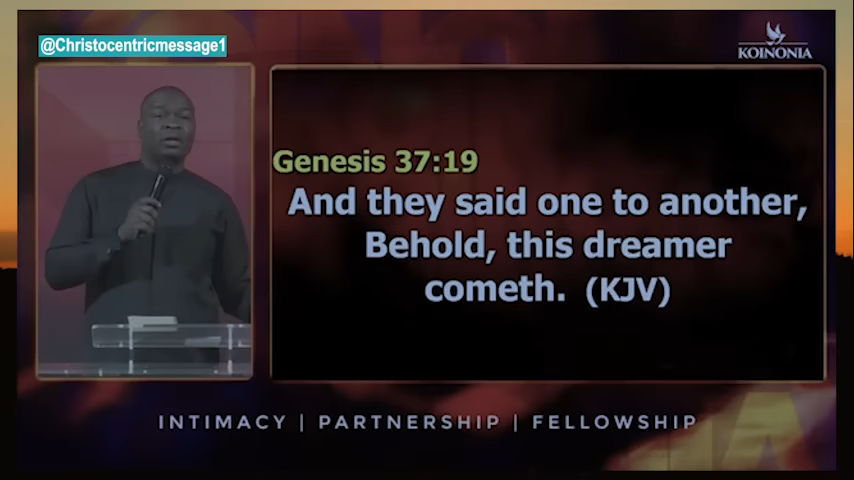 @Christocentricmessage1
KOINONIA
Genesis 37:19
And they said one to another,
Behold, this dreamer
cometh. (KJV)
INTIMACY | PARTNERSHIP | FELLOWSHIP